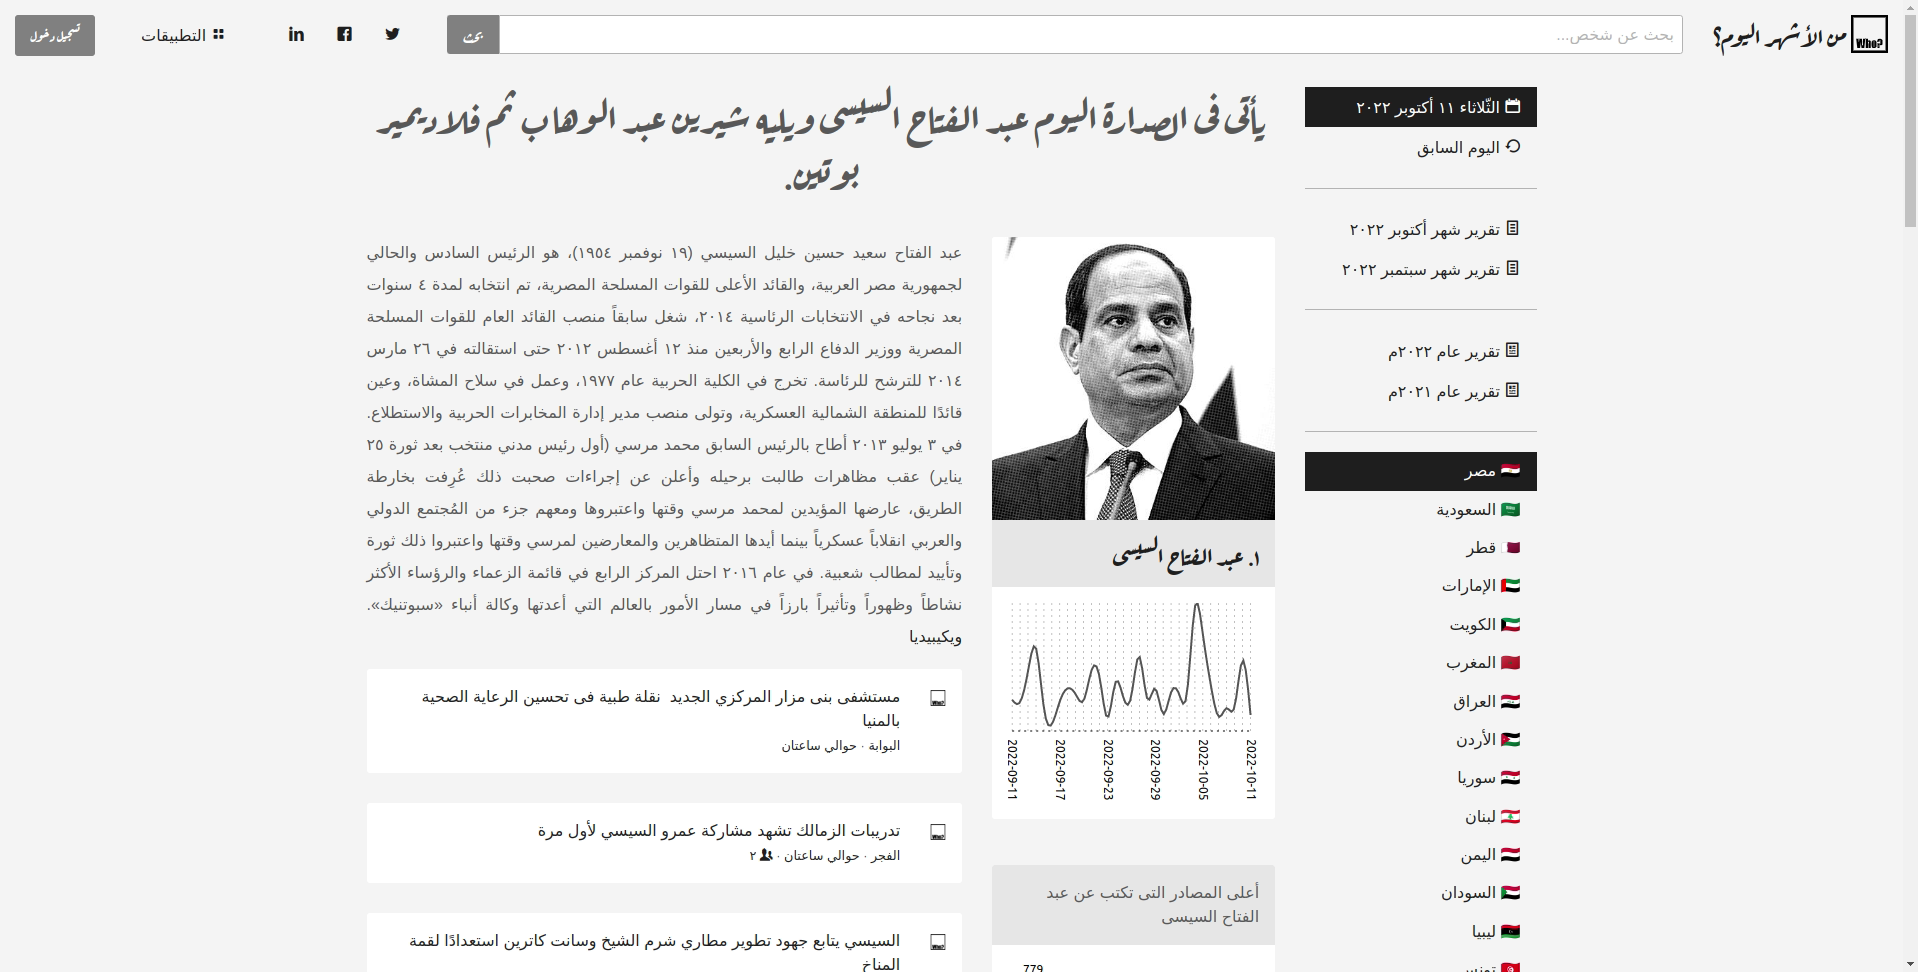 من الأشهر اليوم؟
Who?
بحث عن شخص...
بحث
التطبيقات
تسجيل دخول
الثّلاثاء ١١ أكتوبر ٢٠٢٢
اليوم السابق
تقرير شهر أكتوبر ٢٠٢٢
تقرير شهر سبتمبر ٢٠٢٢
تقرير عام ٢٠٢٢م
تقرير عام ٢٠٢١م
مصر
السعودية
قطر
الإمارات
الكويت
المغرب
العراق
الأردن
سوريا
لبنان
اليمن
السودان
ليبيا
تونس
يأتى فى الصدارة اليوم عبد الفتاح السيسى ويليه شيرين عبد الوهاب ثم فلاديمير
بوتين.
١. عبد الفتاح السيسى
2022-09-11
2022-09-17
2022-09-23
2022-09-29
2022-10-05
2022-10-11
أعلى المصادر التى تكتب عن عبد
الفتاح السيسى
779
عبد الفتاح سعيد حسين خليل السيسي (١٩ نوفمبر ١٩٥٤)، هو الرئيس السادس والحالي
لجمهورية مصر العربية، والقائد الأعلى للقوات المسلحة المصرية، تم انتخابه لمدة ٤ سنوات
بعد نجاحه في الانتخابات الرئاسية ٢٠١٤، شغل سابقاً منصب القائد العام للقوات المسلحة
المصرية ووزير الدفاع الرابع والأربعين منذ ١٢ أغسطس ٢٠١٢ حتى استقالته في ٢٦ مارس
٢٠١٤ للترشح للرئاسة. تخرج في الكلية الحربية عام ١٩٧٧، وعمل في سلاح المشاة، وعين
قائدًا للمنطقة الشمالية العسكرية، وتولى منصب مدير إدارة المخابرات الحربية والاستطلاع.
في ٣ يوليو ٢٠١٣ أطاح بالرئيس السابق محمد مرسي (أول رئيس مدني منتخب بعد ثورة ٢٥
يناير) عقب مظاهرات طالبت برحيله وأعلن عن إجراءات صحبت ذلك عُرِفت بخارطة
الطريق، عارضها المؤيدين لمحمد مرسي وقتها واعتبروها ومعهم جزء من المُجتمع الدولي
والعربي انقلاباً عسكرياً بينما أيدها المتظاهرين والمعارضين لمرسي وقتها واعتبروا ذلك ثورة
وتأييد لمطالب شعبية. في عام ٢٠١٦ احتل المركز الرابع في قائمة الزعماء والرؤساء الأكثر
نشاطاً وظهوراً وتأثيراً بارزاً في مسار الأمور بالعالم التي أعدتها وكالة أنباء «سبوتنيك».
ويكيبيديا
مستشفى بنى مزار المركزي الجديد نقلة طبية فى تحسين الرعاية الصحية
بالمنيا
البوابة · حوالي ساعتان
تدريبات الزمالك تشهد مشاركة عمرو السيسي لأول مرة
الفجر · حوالي ساعتان · ٢
السيسي يتابع جهود تطوير مطاري شرم الشيخ وسانت كاترين استعدادًا لقمة
المناخ